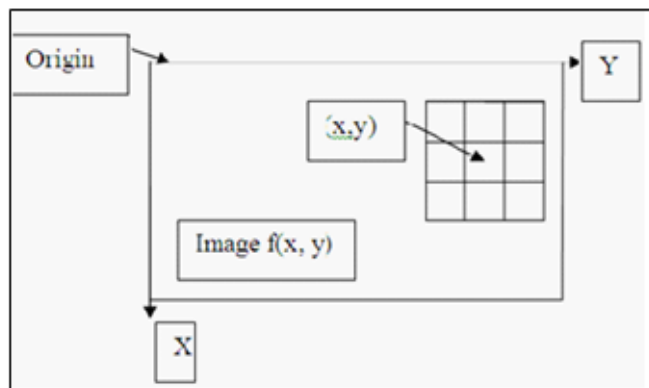 Origin
Y
(x,y)
Image f(x, y)
X